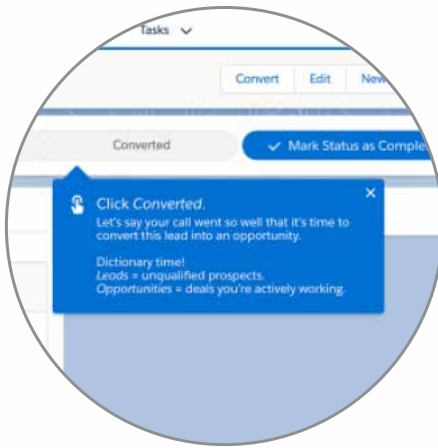 Tasks
Convert Edit New
Converted
Mark Status as Comple
Click Converted.
Let's say your call went so well that it's time to
convert this lead into an opportunity.
Dictionary time!
Leads = unqualified prospects.
Opportunities = deals you're actively working.